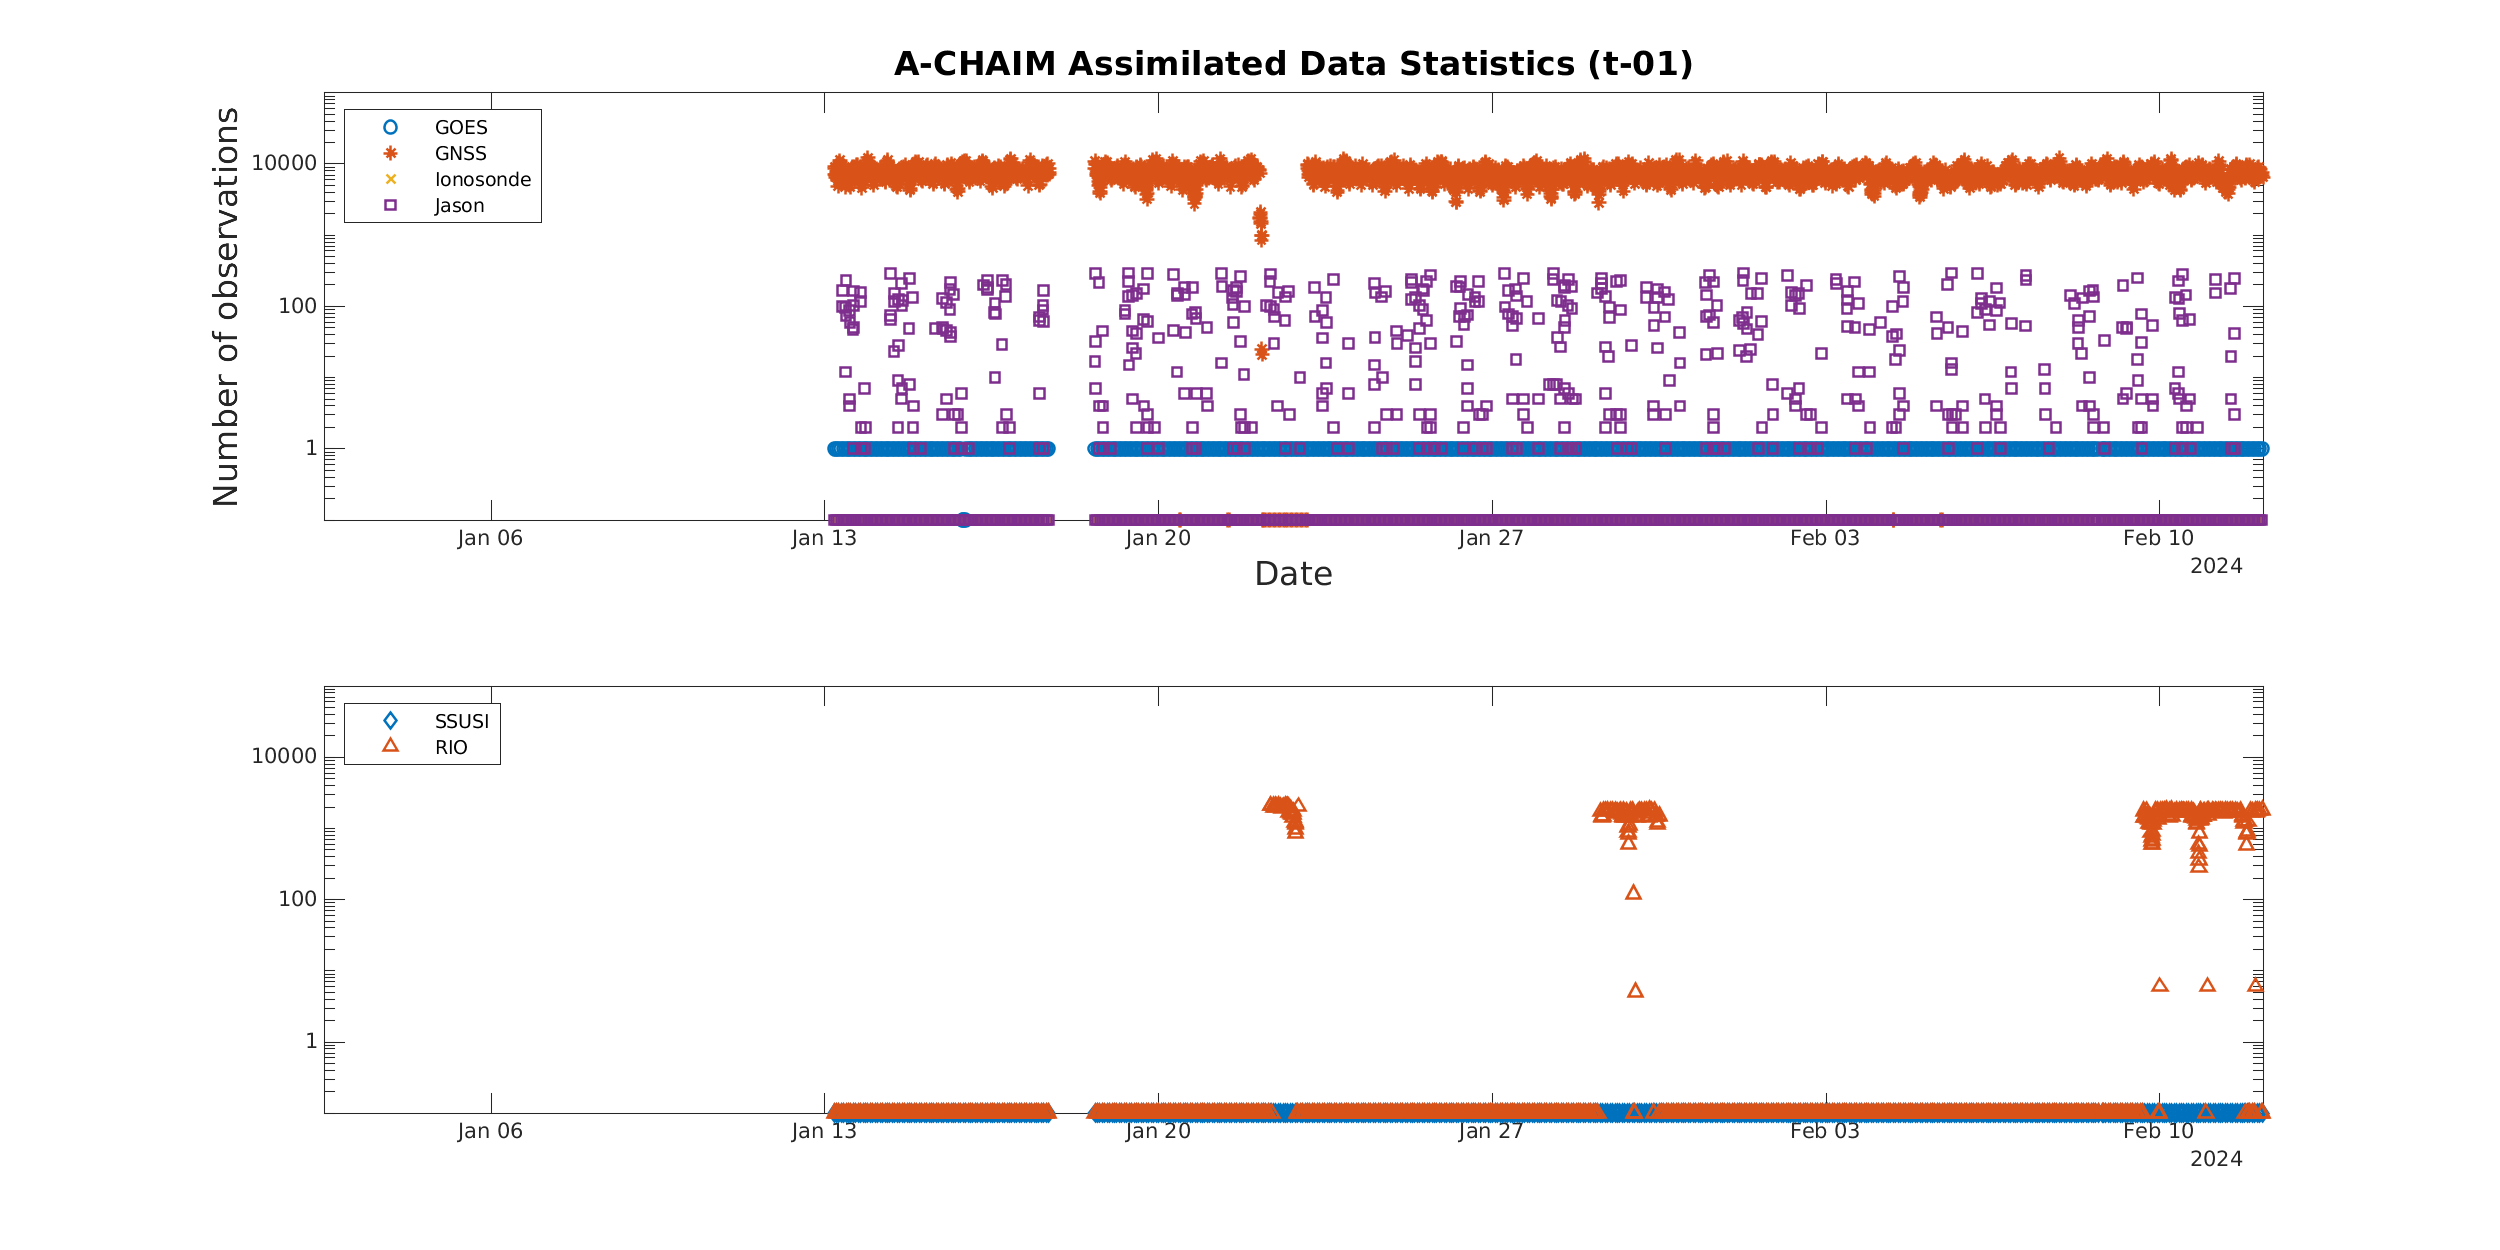 A-CHAIM Assimilated Data Statistics (t-01)
Number of observations
10000
100
1
GOES
GNSS
Ionosonde
Jason
Jan 06
Jan 13
Jan 20
Jan 27
Feb 03
Feb 10
2024
Date
10000
100
1
SSUSI
RIO
Jan 06
Jan 13
Jan 20
Jan 27
Feb 03
Feb 10
2024